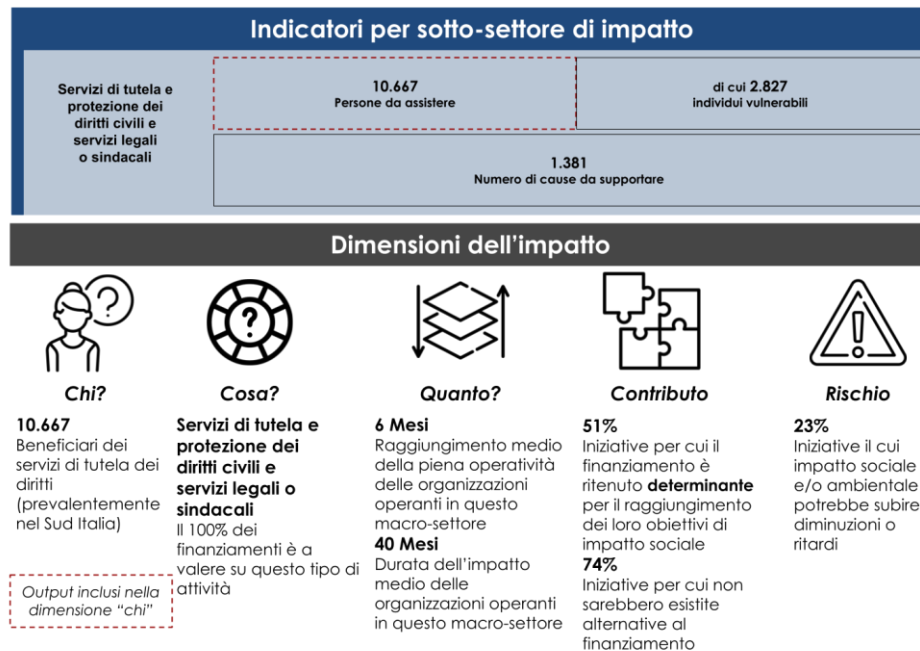 Indicatori per sotto-settore di impatto
Servizi di tutela e
protezione dei
diritti civili e
servizi legali
o sindacali
10.667
Persone da assistere
di cui 2.827
individui vulnerabili
1.381
Numero di cause da supportare
Dimensioni dell'impatto
?
Chi?
10.667
Beneficiari dei
servizi di tutela dei
diritti
(prevalentemente
nel Sud Italia)
Output inclusi nella
dimensione "chi"
?
Cosa?
Servizi di tutela e
protezione dei
diritti civili e
servizi legali o
sindacali
Il 100% dei
finanziamenti è a
valere su questo tipo di
attività
Quanto?
6 Mesi
Raggiungimento medio
della piena operatività
delle organizzazioni
operanti in questo
macro-settore
40 Mesi
Durata dell'impatto
medio delle
organizzazioni operanti
in questo macro-settore
Contributo
51%
Iniziative per cui il
finanziamento è
ritenuto determinante
per il raggiungimento
dei loro obiettivi di
impatto sociale
74%
Iniziative per cui non
sarebbero esistite
alternative al
finanziamento
!
Rischio
23%
Iniziative il cui
impatto sociale
e/o ambientale
potrebbe subire
diminuzioni o
ritardi